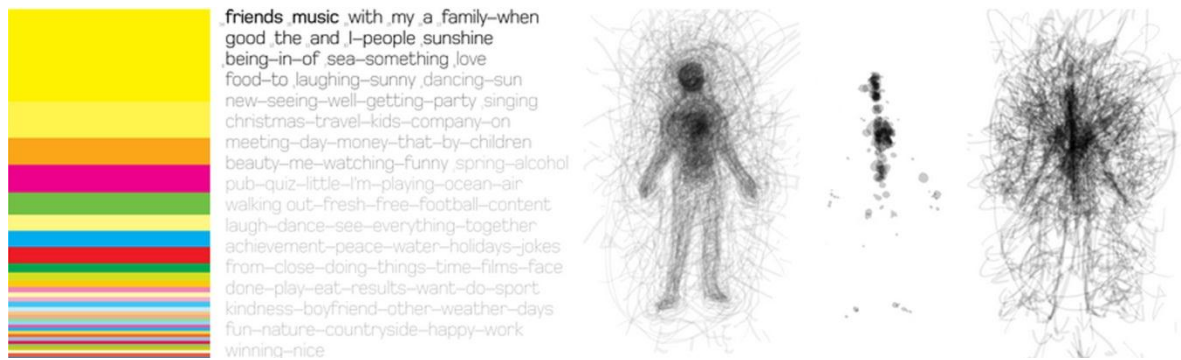 friends music with my a family–when
good the and I–people sunshine
being–in–of sea–something love
food–to laughing–sunny dancing–sun
new–seeing–well–getting–party singing
christmas–travel–kids–company–on
meeting–day–money–that–by–children
beauty–me–watching–funny spring–alcohol
pub–quiz–little–I'm–playing–ocean–air
walking out–fresh–free–football–content
laugh–dance–see–everything–together
achievement–peace–water–holidays–jokes
from–close–doing–things–time–films–face
done–play–eat–results–want–do–sport
kindness–boyfriend–other–weather–days
fun–nature–countryside–happy–work
winning–nice